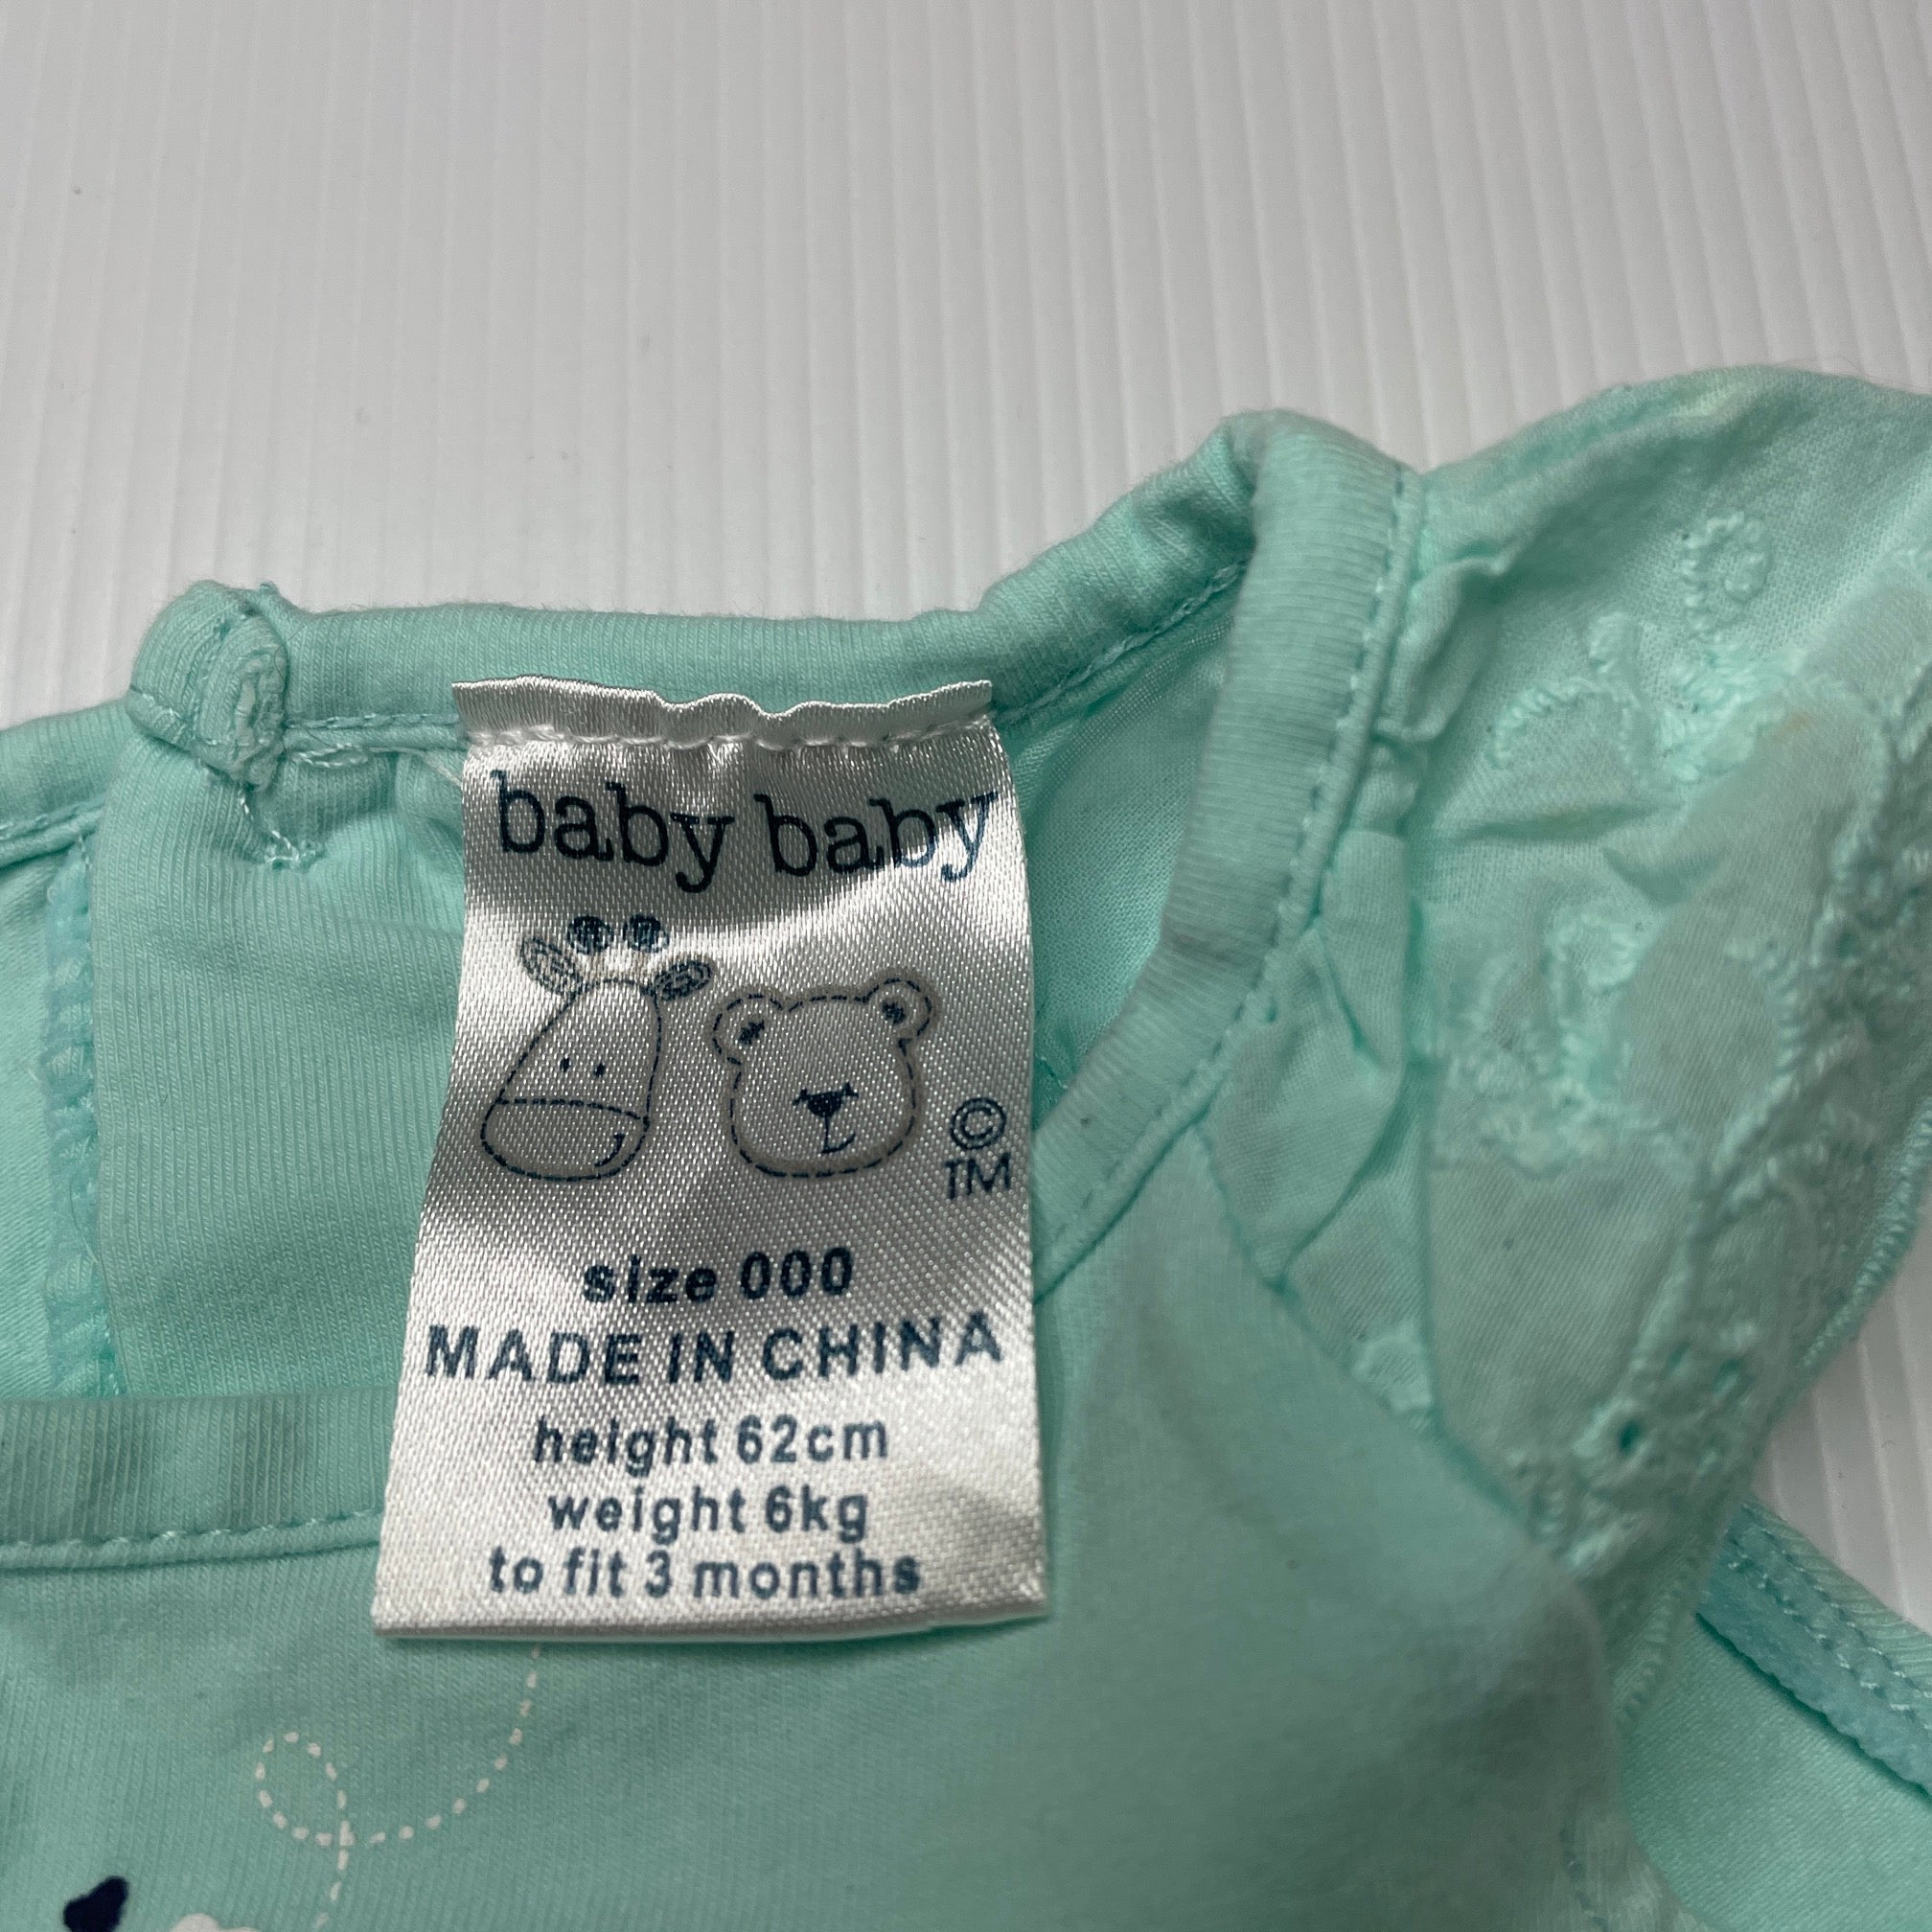 baby baby
©
TM
size 000
MADE IN CHINA
height 62cm
weight 6kg
to fit 3 months